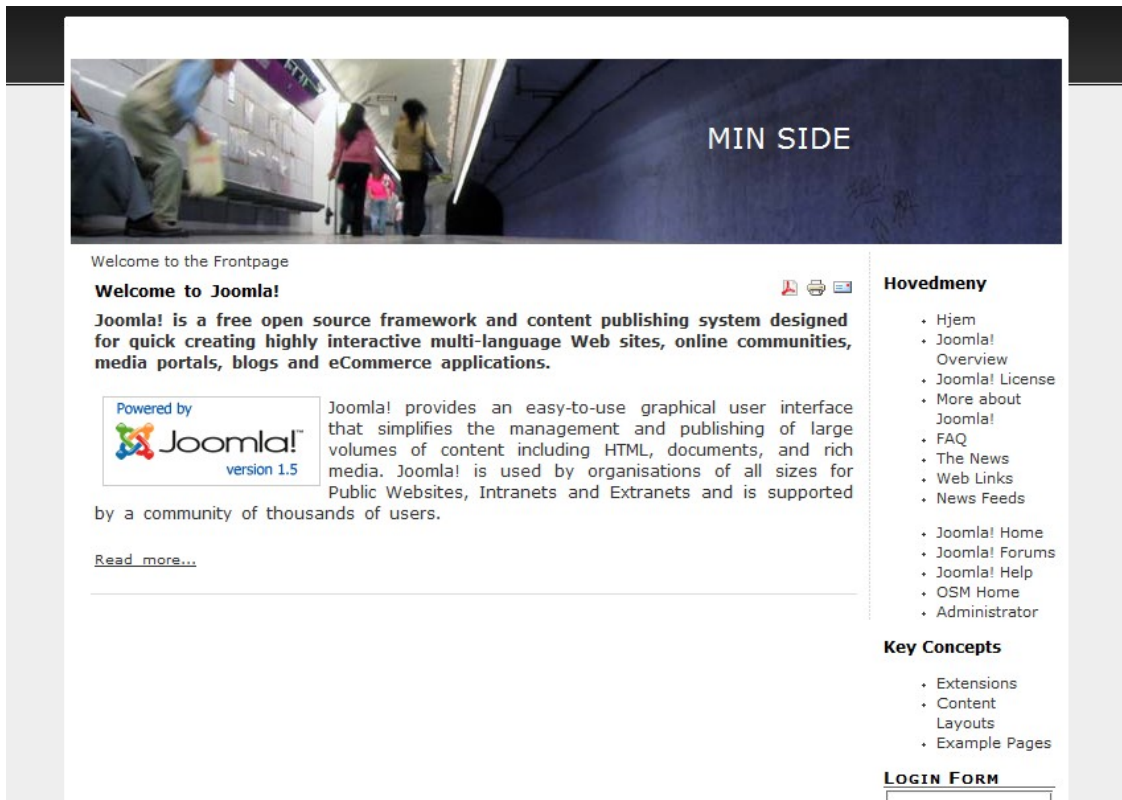 MIN SIDE
Welcome to the Frontpage
Welcome to Joomla!
Joomla! is a free open source framework and content publishing system designed
for quick creating highly interactive multi-language Web sites, online communities,
media portals, blogs and eCommerce applications.
Powered by
Joomla!™
version 1.5
Joomla! provides an easy-to-use graphical user interface
that simplifies the management and publishing of large
volumes of content including HTML, documents, and rich
media. Joomla! is used by organisations of all sizes for
Public Websites, Intranets and Extranets and is supported
by a community of thousands of users.
Read more...
Hovedmeny
Hjem
Joomla!
Overview
Joomla! License
More about
Joomla!
FAQ
The News
Web Links
News Feeds
Joomla! Home
Joomla! Forums
Joomla! Help
OSM Home
Administrator
Key Concepts
Extensions
Content
Layouts
Example Pages
LOGIN FORM